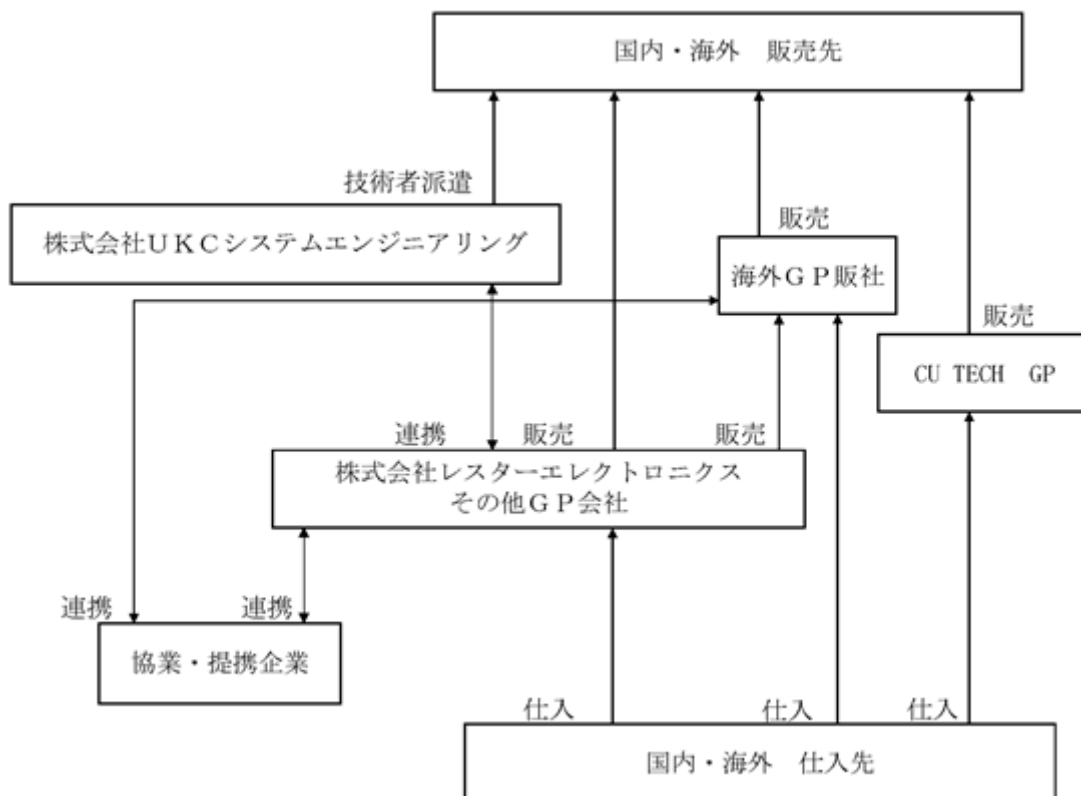 国内・海外　販売先
技術者派遣
株式会社ＵＫＣシステムエンジニアリング
販売
海外ＧＰ販社
販売
CU TECH　GP
連携
販売
販売
株式会社レスターエレクトロニクス
その他ＧＰ会社
連携
連携
協業・提携企業
仕入
仕入
仕入
国内・海外　仕入先